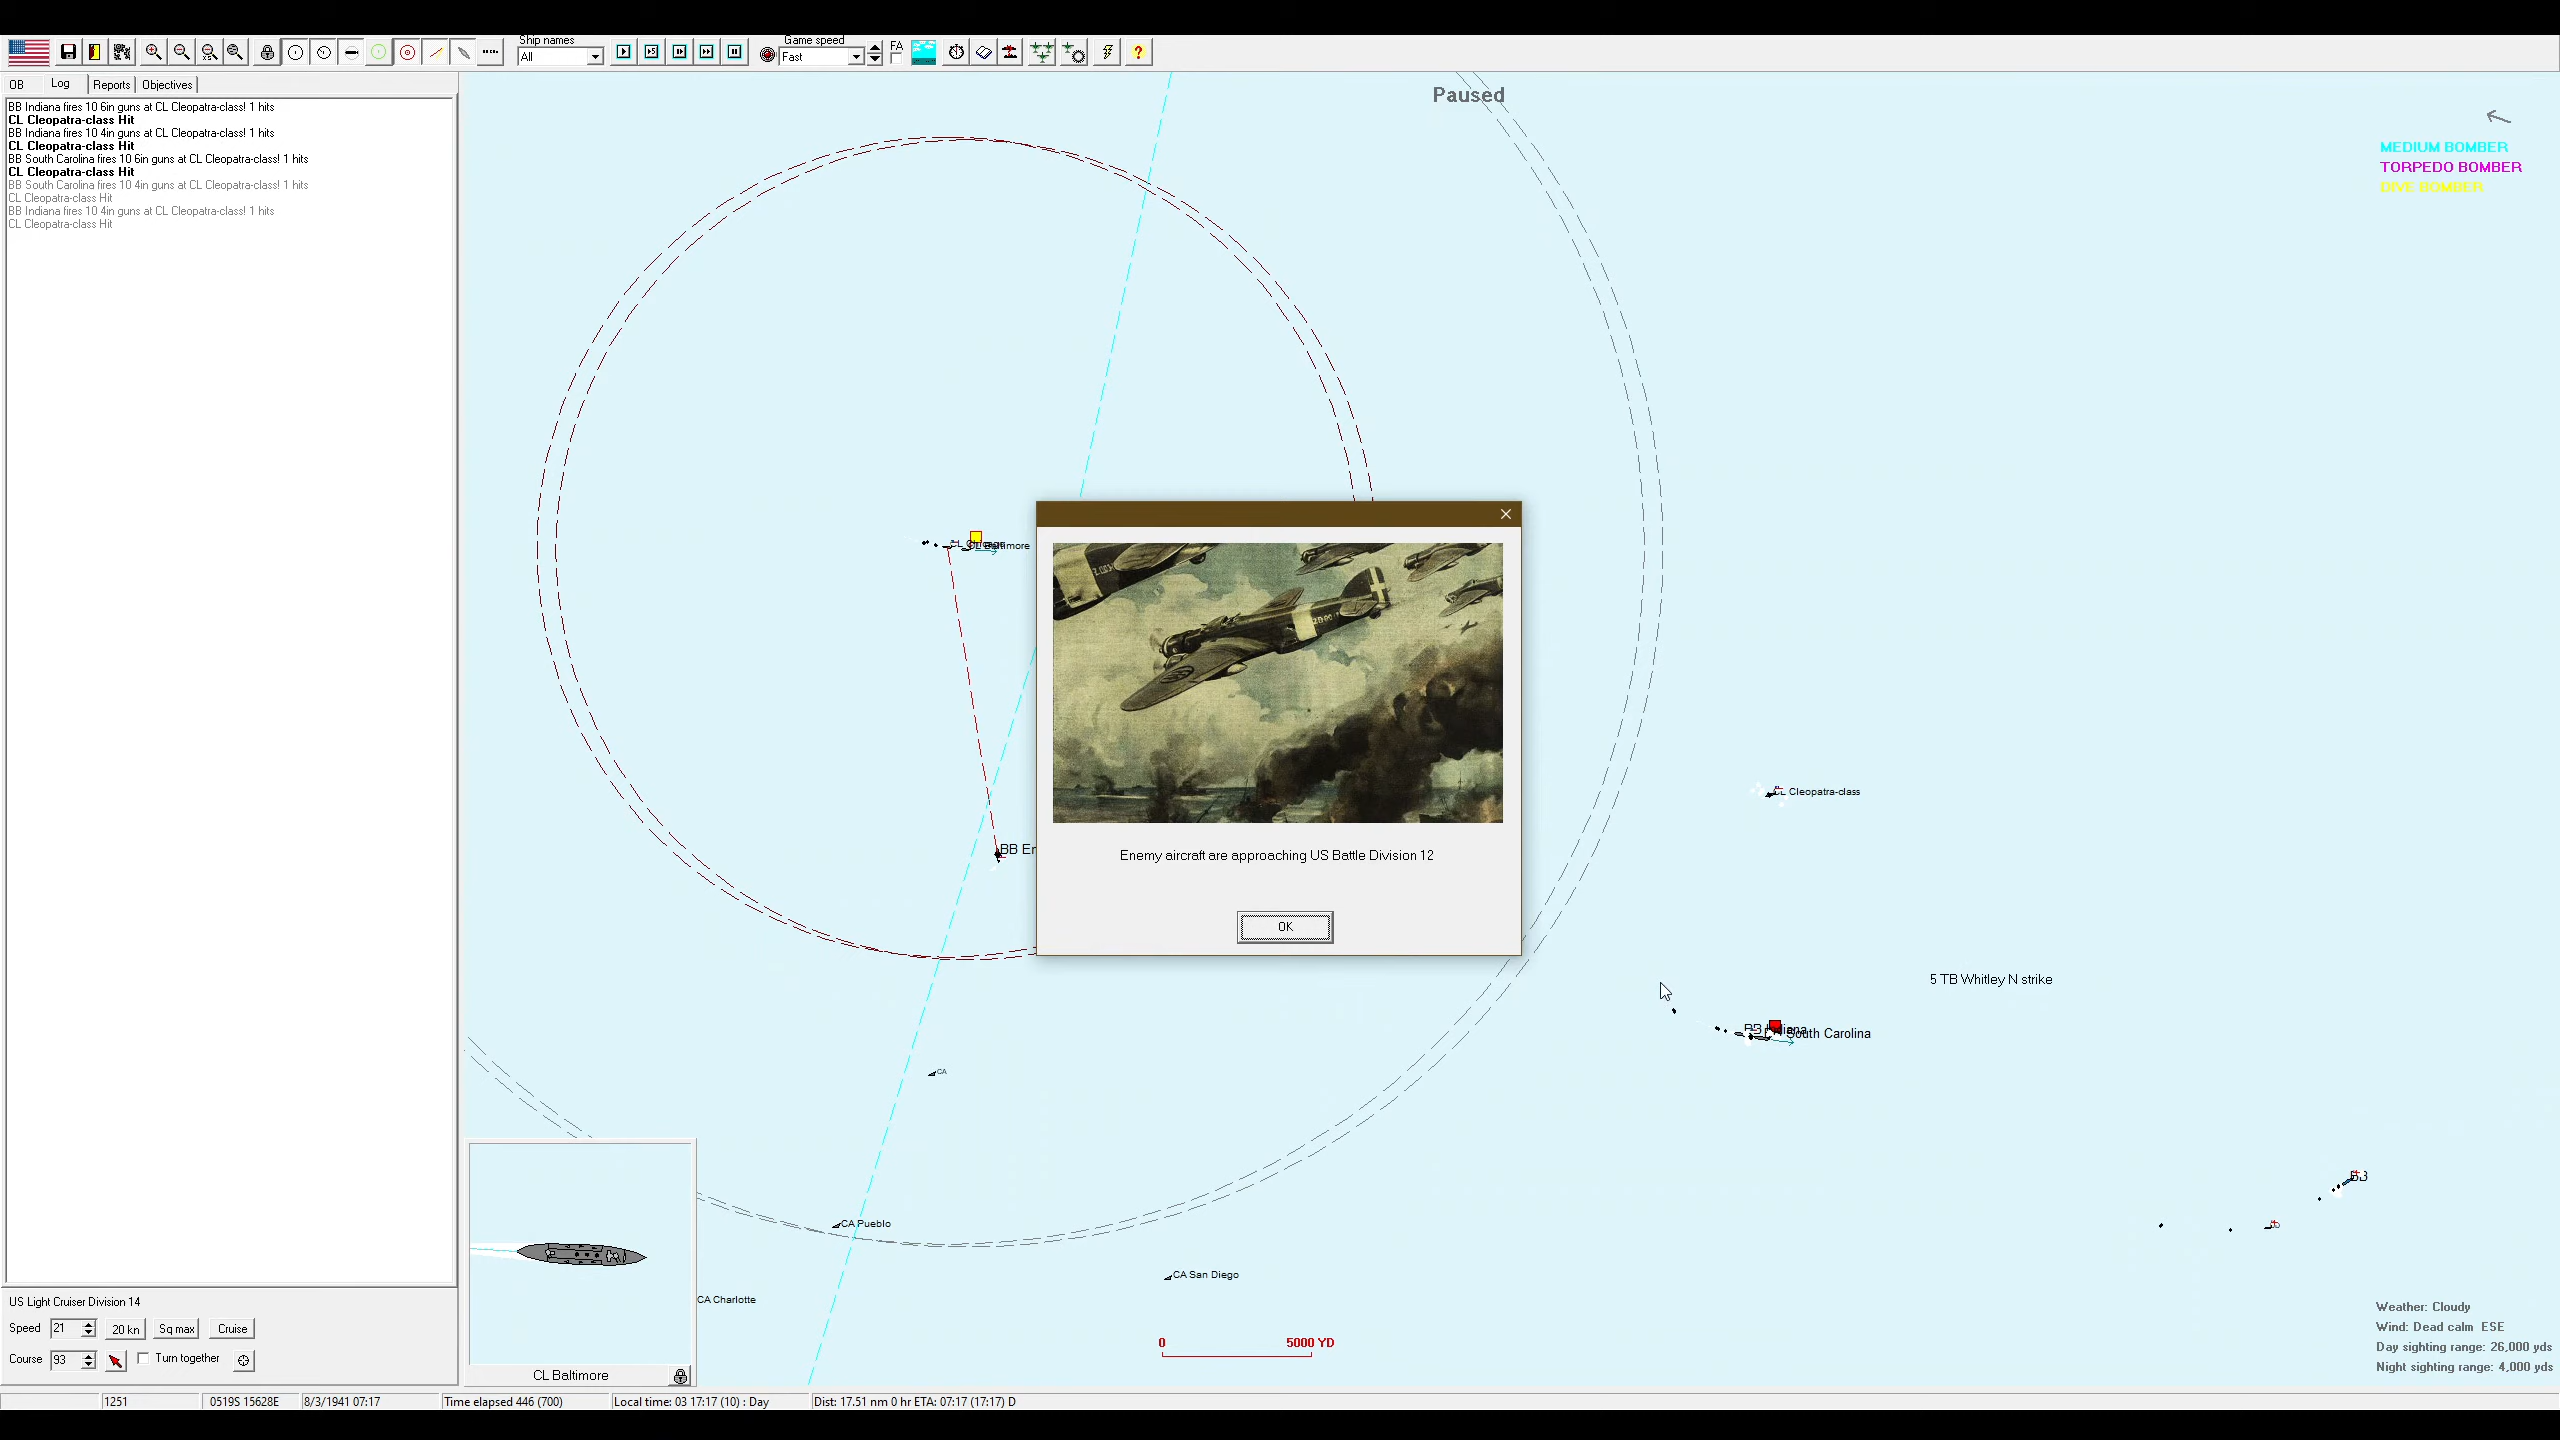 Ship names
All
Game speed
Fast
FA
OB
Log
Reports
Objectives
BB Indiana fires 10 6in guns at CL Cleopatra-class! 1 hits
CL Cleopatra-class Hit
BB Indiana fires 10 4in guns at CL Cleopatra-class! 1 hits
CL Cleopatra-class Hit
BB South Carolina fires 10 6in guns at CL Cleopatra-class! 1 hits
CL Cleopatra-class Hit
BB South Carolina fires 10 4in guns at CL Cleopatra-class! 1 hits
CL Cleopatra-class Hit
BB Indiana fires 10 4in guns at CL Cleopatra-class! 1 hits
CL Cleopatra-class Hit
Paused
MEDIUM BOMBER
TORPEDO BOMBER
DIVE BOMBER
Baltimore
BB En
Enemy aircraft are approaching US Battle Division 12
OK
CL Cleopatra-class
5 TB Whitley N strike
BB Indiana
South Carolina
CA
BB
CA Pueblo
CA San Diego
CA Charlotte
0 5000 YD
CL Baltimore
US Light Cruiser Division 14
Speed 21 20 kn Sq max Cruise
Course 93 Turn together
Weather: Cloudy
Wind: Dead calm ESE
Day sighting range: 26,000 yds
Night sighting range: 4,000 yds
1251
0519S 15628E
8/3/1941 07:17
Time elapsed 446 (700)
Local time: 03 17:17 (10) : Day
Dist: 17.51 nm 0 hr ETA: 07:17 (17:17) D